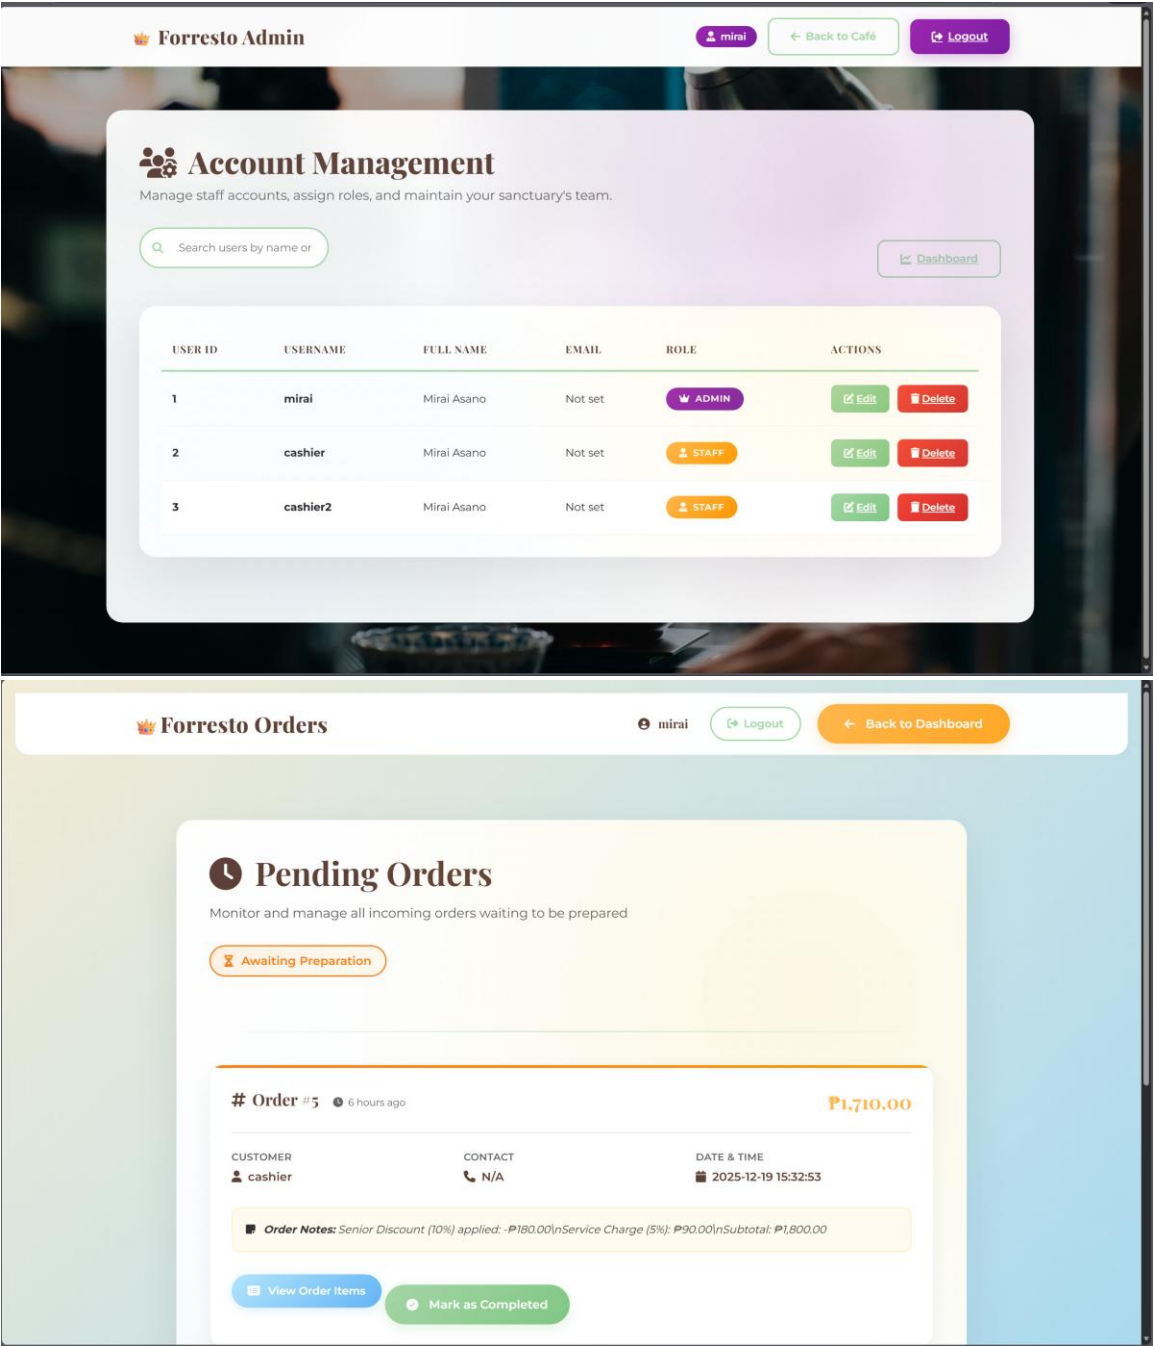 Forresto Admin
mirai
Back to Café
Logout
Account Management
Manage staff accounts, assign roles, and maintain your sanctuary's team.
Search users by name or
Dashboard
USER ID USERNAME FULL NAME EMAIL ROLE ACTIONS
1 mirai Mirai Asano Not set ADMIN Edit Delete
2 cashier Mirai Asano Not set STAFF Edit Delete
3 cashier2 Mirai Asano Not set STAFF Edit Delete
Forresto Orders
mirai
Logout
Back to Dashboard
Pending Orders
Monitor and manage all incoming orders waiting to be prepared
Awaiting Preparation
# Order #5 6 hours ago ₱1,710.00
CUSTOMER CONTACT DATE & TIME
cashier N/A 2025-12-19 15:32:53
Order Notes: Senior Discount (10%) applied: -₱180.00\nService Charge (5%): ₱90.00\nSubtotal: ₱1,800.00
View Order Items
Mark as Completed